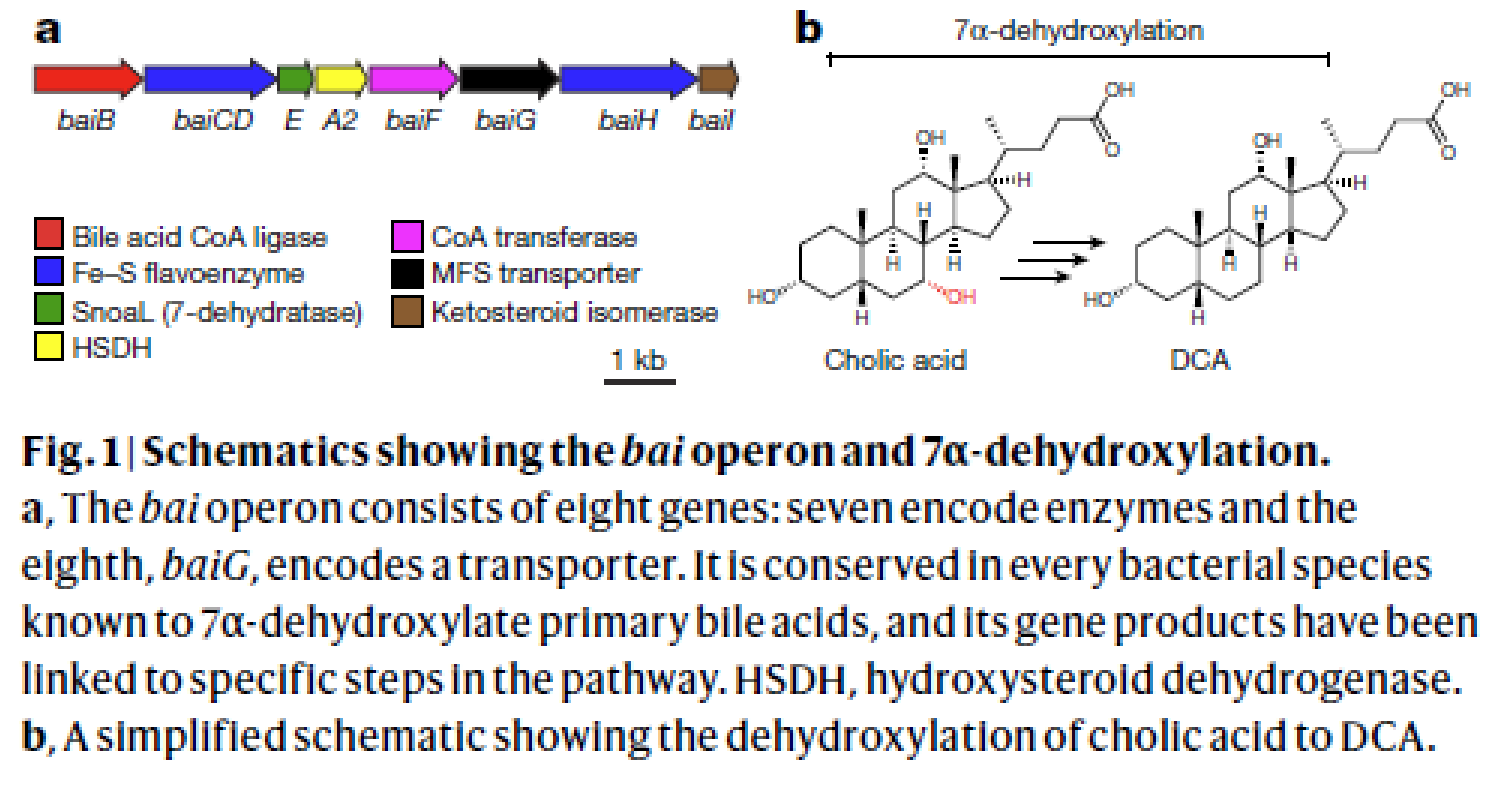 a
baiB baiCD E A2 baiF baiG baiH baiI
Bile acid CoA ligase
Fe–S flavoenzyme
SnoaL (7-dehydratase)
HSDH
CoA transferase
MFS transporter
Ketosteroid isomerase
1 kb
b
7α-dehydroxylation
OH
O
OH
H
H
H
H
HO
OH
H
Cholic acid
OH
O
OH
H
H
H
H
HO
H
DCA
Fig. 1 | Schematics showing the bai operon and 7α-dehydroxylation.
a, The bai operon consists of eight genes: seven encode enzymes and the
eighth, baiG, encodes a transporter. It is conserved in every bacterial species
known to 7α-dehydroxylate primary bile acids, and its gene products have been
linked to specific steps in the pathway. HSDH, hydroxysteroid dehydrogenase.
b, A simplified schematic showing the dehydroxylation of cholic acid to DCA.